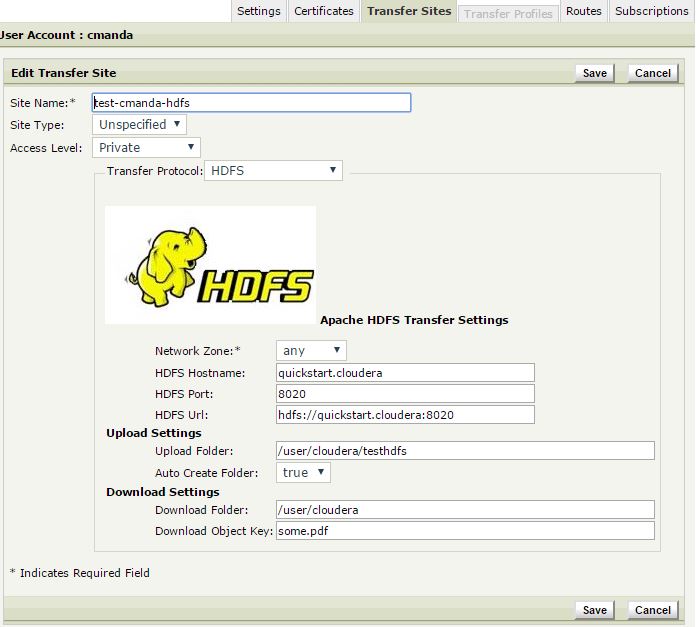 Settings Certificates Transfer Sites Transfer Profiles Routes Subscriptions
User Account : cmanda
Edit Transfer Site Save Cancel
Site Name:* test-cmanda-hdfs
Site Type: Unspecified
Access Level: Private
Transfer Protocol: HDFS
HDFS
Apache HDFS Transfer Settings
Network Zone:* any
HDFS Hostname: quickstart.cloudera
HDFS Port: 8020
HDFS Url: hdfs://quickstart.cloudera:8020
Upload Settings
Upload Folder: /user/cloudera/testhdfs
Auto Create Folder: true
Download Settings
Download Folder: /user/cloudera
Download Object Key: some.pdf
* Indicates Required Field
Save Cancel